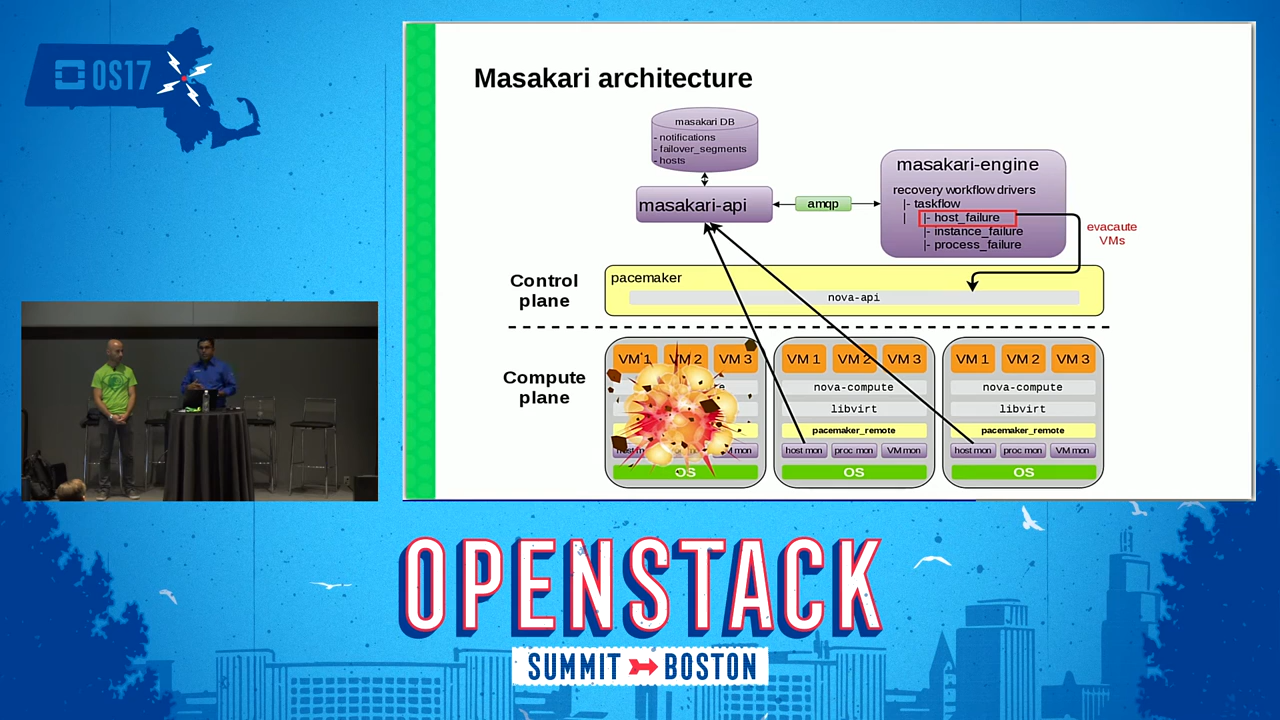 OS17
Masakari architecture
masakari DB
- notifications
- failover_segments
- hosts
masakari-api
amqp
masakari-engine
recovery workflow drivers
|- taskflow
| |- host_failure
|- instance_failure
|- process_failure
evacaute
VMs
Control
plane
pacemaker
nova-api
Compute
plane
VM 1 VM 2 VM 3
OS
VM 1 VM 2 VM 3
nova-compute
libvirt
pacemaker_remote
host mon proc mon VM mon
OS
VM 1 VM 2 VM 3
nova-compute
libvirt
pacemaker_remote
host mon proc mon VM mon
OS
OPENSTACK
SUMMIT BOSTON